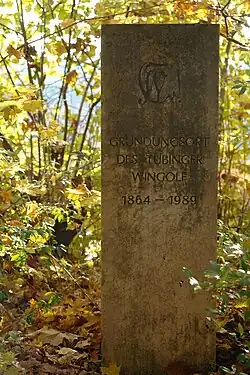 GRÜNDUNGSORT
DES TÜBINGER
WINGOLF
1864 – 1989